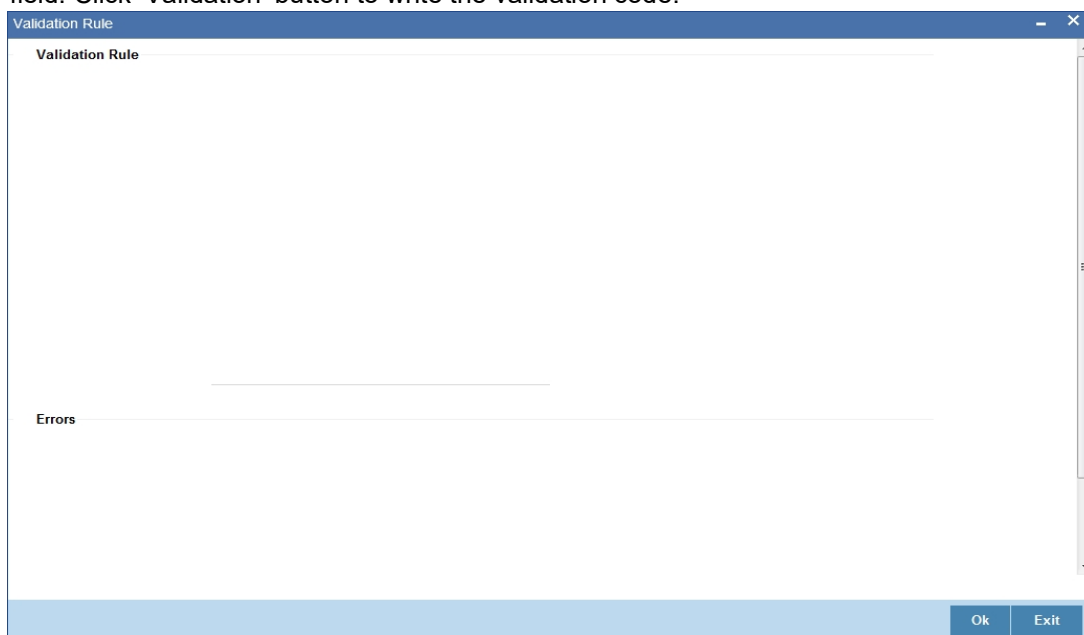 field. Click 'Validation' button to write the validation code.
Validation Rule
Validation Rule
Errors
Ok Exit